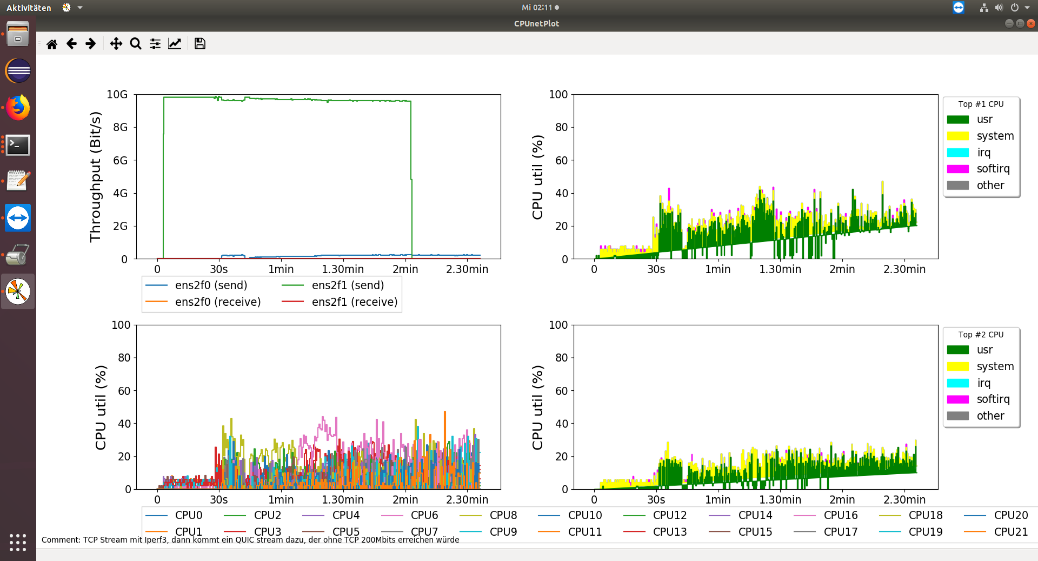 Aktivitäten
Mi 02:11
CPUnetPlot
10G
8G
6G
4G
2G
0
Throughput (Bit/s)
0 30s 1min 1.30min 2min 2.30min
ens2f0 (send) ens2f1 (send)
ens2f0 (receive) ens2f1 (receive)
100
80
60
40
20
0
CPU util (%)
0 30s 1min 1.30min 2min 2.30min
Top #1 CPU
usr
system
irq
softirq
other
100
80
60
40
20
0
CPU util (%)
0 30s 1min 1.30min 2min 2.30min
100
80
60
40
20
0
CPU util (%)
0 30s 1min 1.30min 2min 2.30min
Top #2 CPU
usr
system
irq
softirq
other
CPU0 CPU2 CPU4 CPU6 CPU8 CPU10 CPU12 CPU14 CPU16 CPU18 CPU20
CPU1 CPU3 CPU5 CPU7 CPU9 CPU11 CPU13 CPU15 CPU17 CPU19 CPU21
Comment: TCP Stream mit Iperf3, dann kommt ein QUIC stream dazu, der ohne TCP 200Mbits erreichen würde